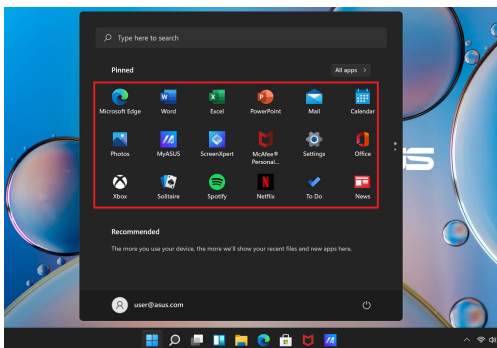 Type here to search
Pinned
All apps >
Microsoft Edge Word Excel PowerPoint Mail Calendar
Photos MyASUS ScreenXpert McAfee® Personal... Settings Office
Xbox Solitaire Spotify Netflix To Do News
Recommended
The more you use your device, the more we'll show your recent files and new apps here.
user@asus.com